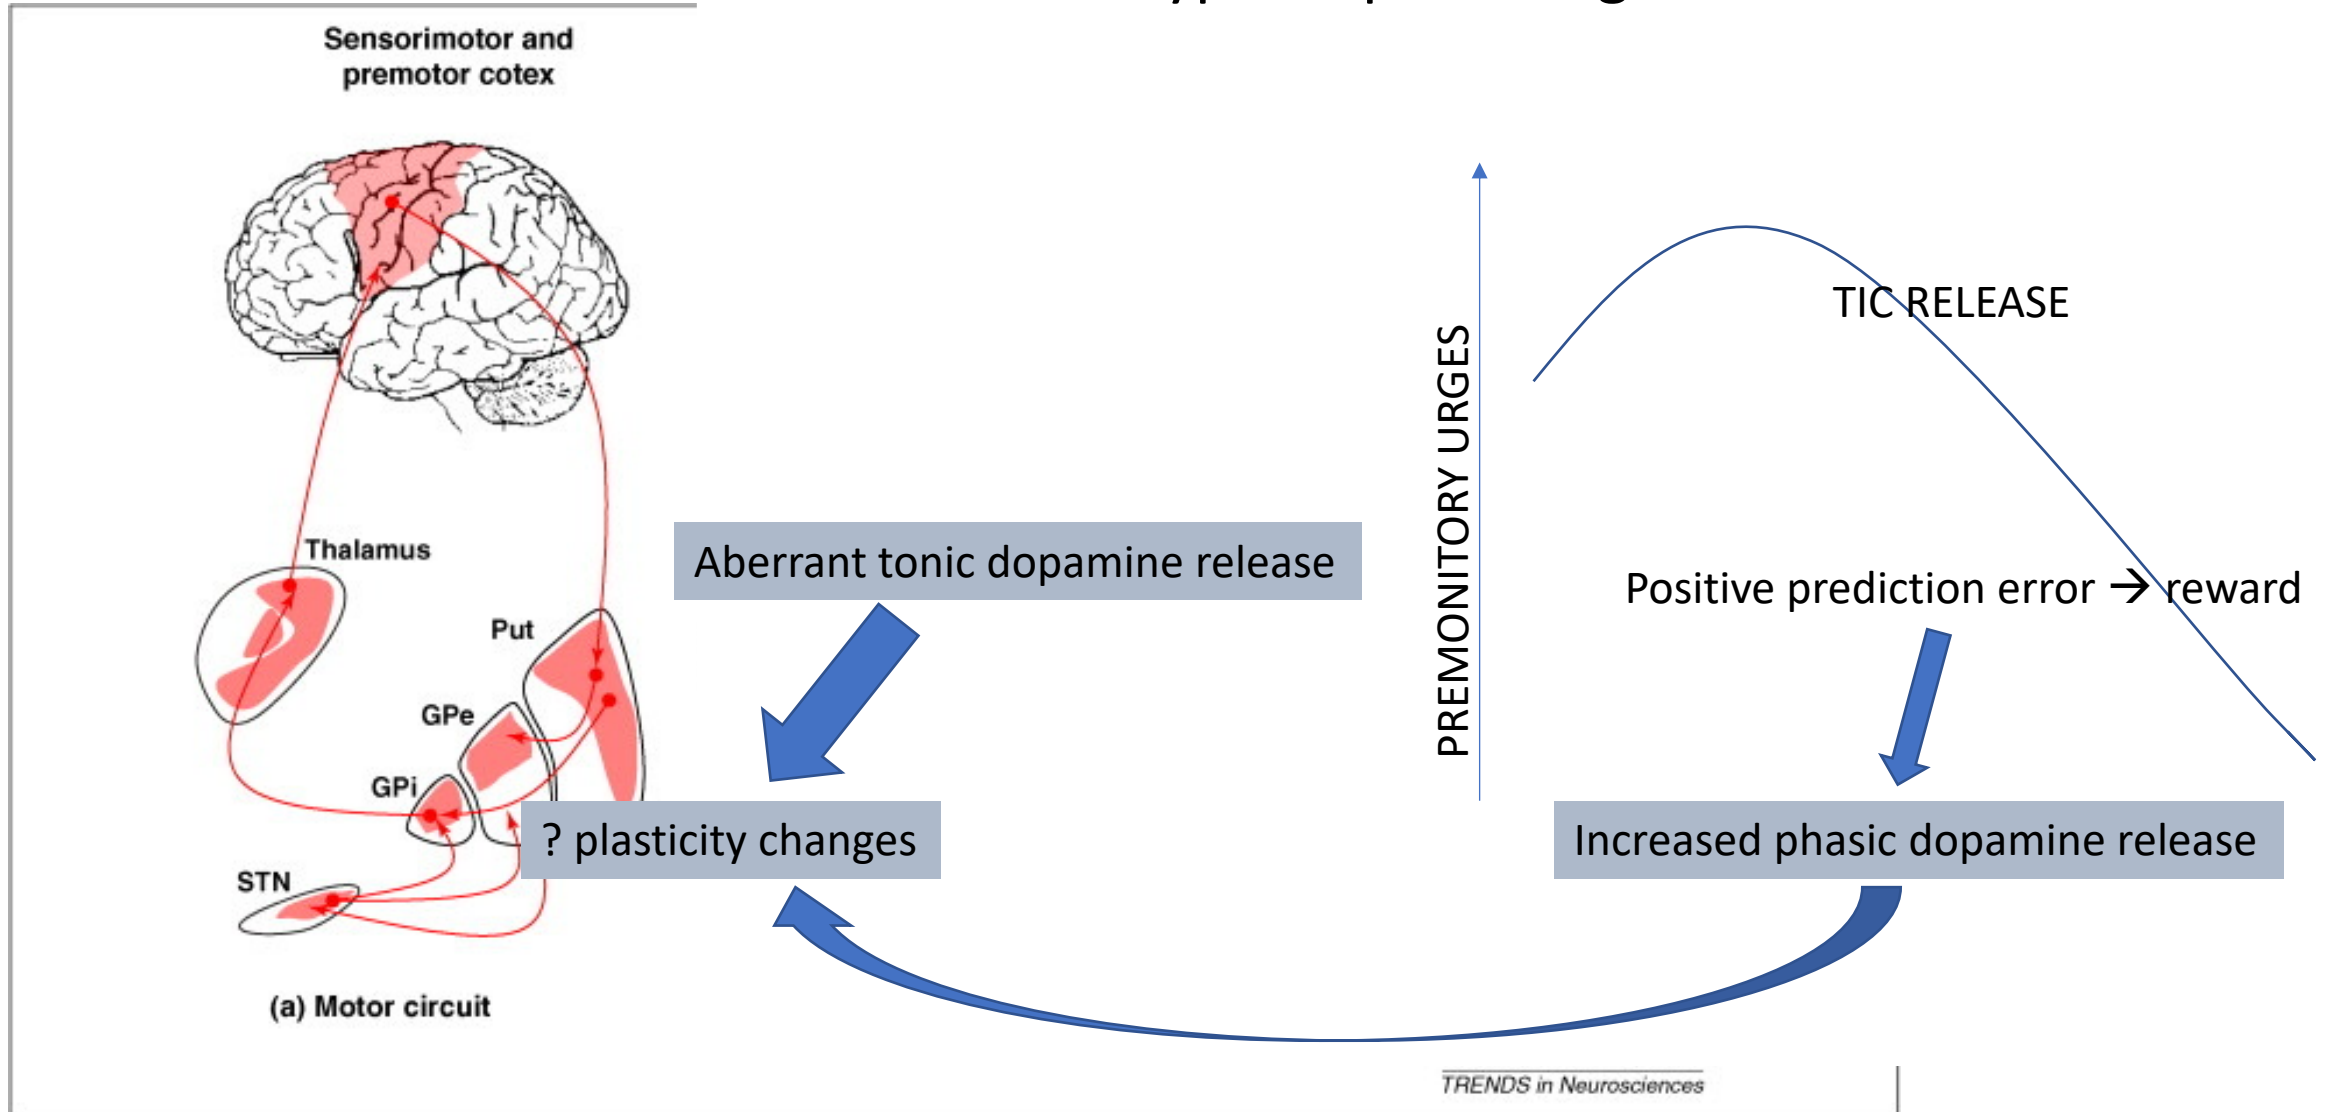 Sensorimotor and
premotor cotex
Thalamus
Put
GPe
GPi
STN
(a) Motor circuit
Aberrant tonic dopamine release
? plasticity changes
PREMONITORY URGES
TIC RELEASE
Positive prediction error → reward
Increased phasic dopamine release
TRENDS in Neurosciences